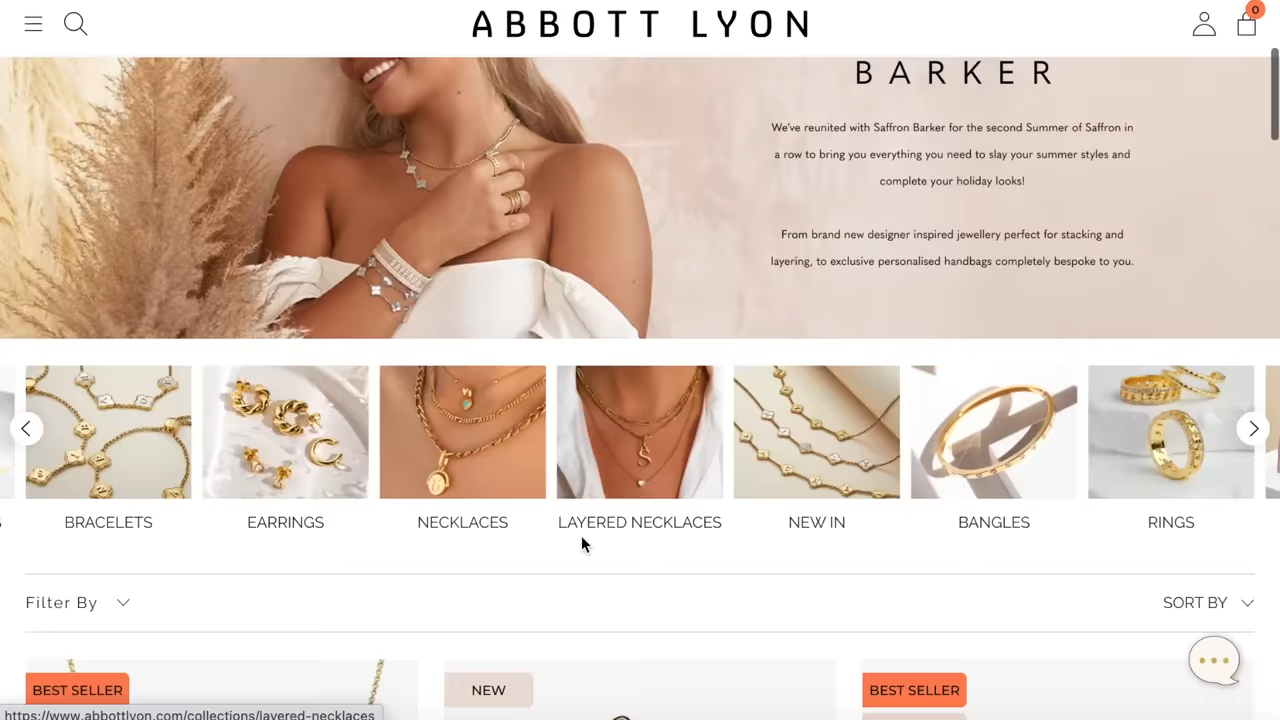 0
ABBOTT LYON
BARKER
We've reunited with Saffron Barker for the second Summer of Saffron in
a row to bring you everything you need to slay your summer styles and
complete your holiday looks!
From brand new designer inspired jewellery perfect for stacking and
layering, to exclusive personalised handbags completely bespoke to you.
BRACELETS
EARRINGS
NECKLACES
LAYERED NECKLACES
NEW IN
BANGLES
RINGS
Filter By
SORT BY
BEST SELLER
NEW
BEST SELLER
https://www.abbottlyon.com/collections/layered-necklaces